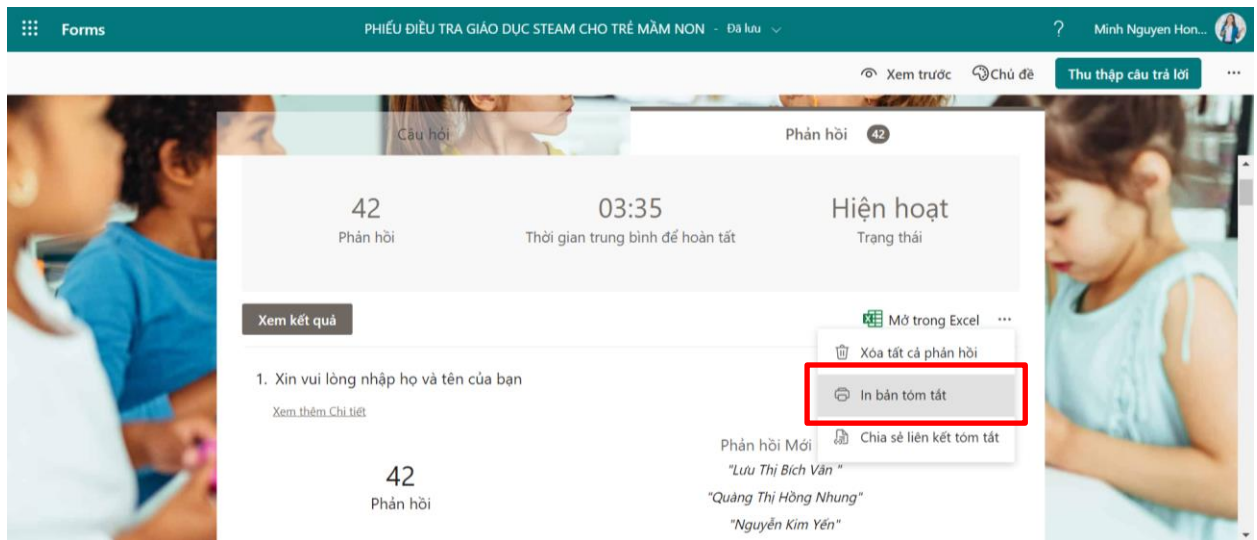 Forms
PHIẾU ĐIỀU TRA GIÁO DỤC STEAM CHO TRẺ MẦM NON - Đã lưu
? Minh Nguyen Hon...
Xem trước Chủ đề Thu thập câu trả lời ...
Câu hỏi Phản hồi 42
42 03:35 Hiện hoạt
Phản hồi Thời gian trung bình để hoàn tất Trạng thái
Xem kết quả Mở trong Excel ...
Xóa tất cả phản hồi
1. Xin vui lòng nhập họ và tên của bạn
In bản tóm tắt
Xem thêm Chi tiết
Chia sẻ liên kết tóm tắt
Phản hồi Mới
42
Phản hồi
"Lưu Thị Bích Vân "
"Quàng Thị Hồng Nhung"
"Nguyễn Kim Yến"